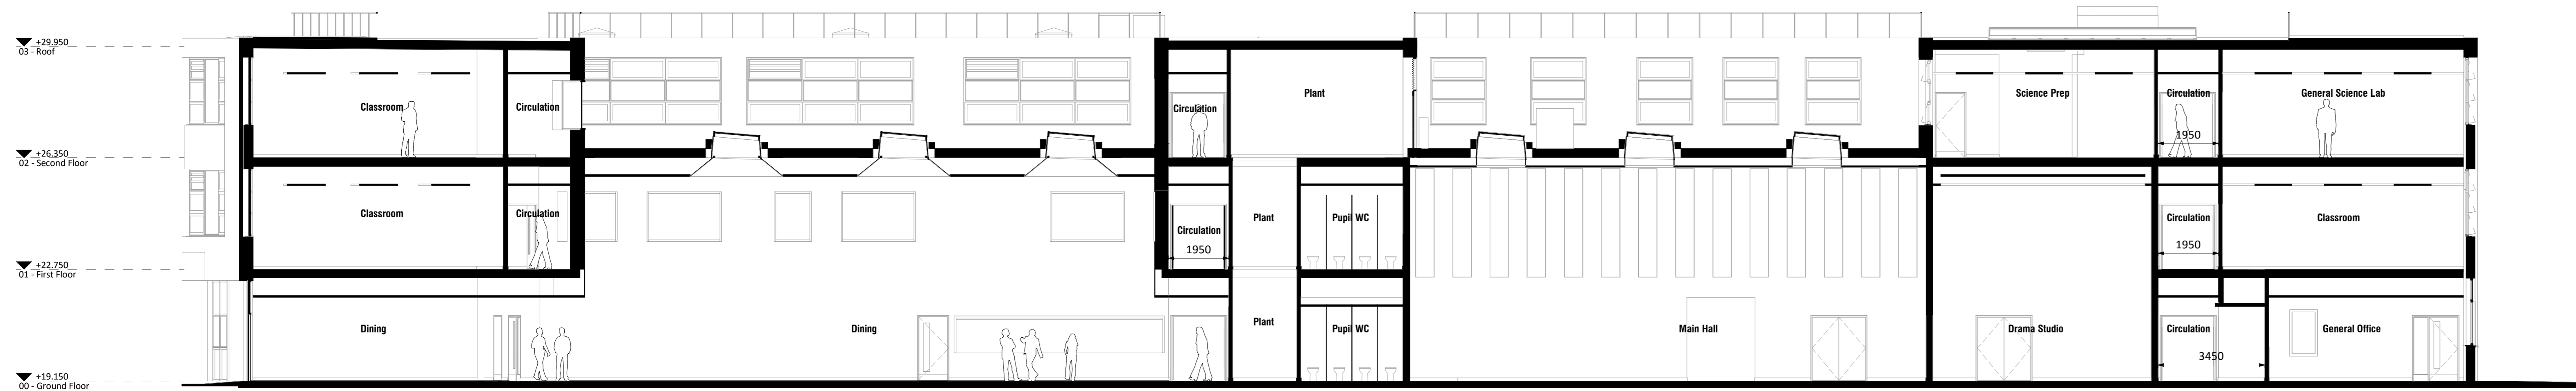 +29,950
03 - Roof
Classroom
Circulation
Circulation
Plant
Science Prep
Circulation
General Science Lab
1950
+26,350
02 - Second Floor
Classroom
Circulation
Circulation
1950
Plant
Pupil WC
Circulation
1950
Classroom
+22,750
01 - First Floor
Dining
Dining
Plant
Pupil WC
Main Hall
Drama Studio
Circulation
3450
General Office
+19,150
00 - Ground Floor